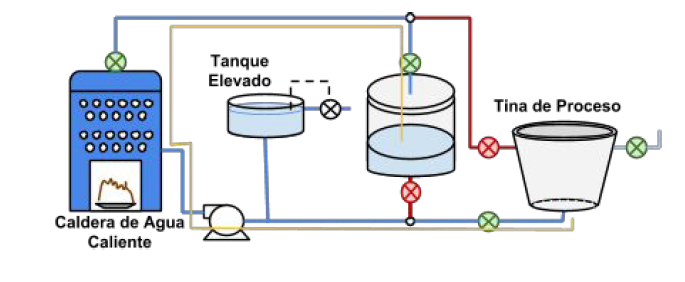 Tanque
Elevado
Tina de Proceso
Caldera de Agua
Caliente